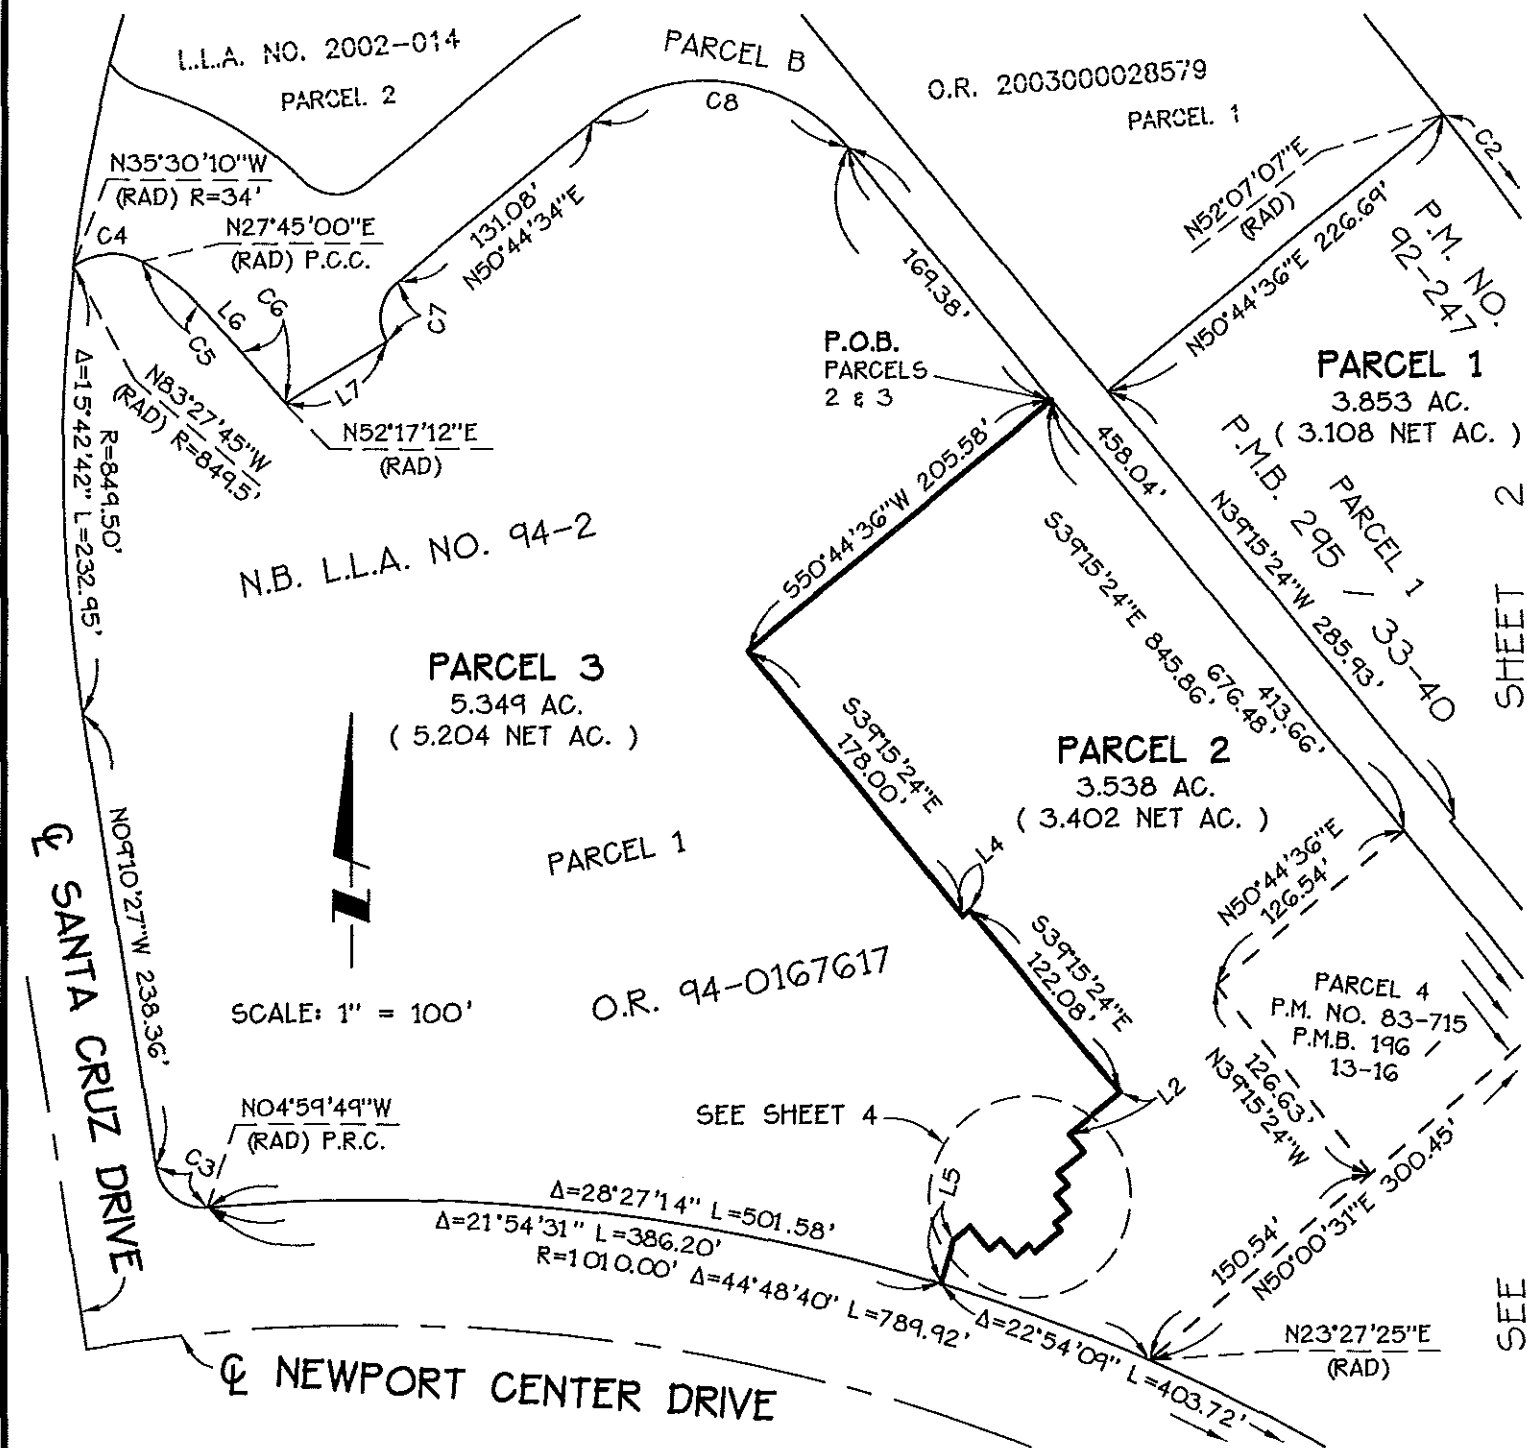 L.L.A. NO. 2002-014
PARCEL 2
PARCEL B
O.R. 2003000028579
PARCEL 1
C8
C2
N35°30'10"W
(RAD) R=34'
N27°45'00"E
(RAD) P.C.C.
C4
131.08'
N50°44'34"E
N52°07'07"E
(RAD)
N50°44'36"E 226.69'
P.M. NO.
92-247
C5
L6
C6
C7
L7
169.38'
P.O.B.
PARCELS
2 & 3
PARCEL 1
3.853 AC.
( 3.108 NET AC. )
N83°27'45"W
(RAD) R=849.5'
N52°17'12"E
(RAD)
R=849.50'
Δ=15°42'42" L=232.95'
S50°44'36"W 205.58'
458.04'
N39°15'24"W 285.93'
PARCEL 1
P.M.B. 295 / 33-40
SHEET 2
N.B. L.L.A. NO. 94-2
S39°15'24"E 845.86'
676.48'
413.66'
PARCEL 3
5.349 AC.
( 5.204 NET AC. )
S39°15'24"E
178.00'
PARCEL 2
3.538 AC.
( 3.402 NET AC. )
N09°10'27"W 238.36'
PARCEL 1
L4
N50°44'36"E
126.54'
℄ SANTA CRUZ DRIVE
Z
SCALE: 1" = 100'
O.R. 94-0167617
S39°15'24"E
122.08'
PARCEL 4
P.M. NO. 83-715
P.M.B. 196 /
13-16
126.63'
N39°15'24"W
NO4°59'49"W
(RAD) P.R.C.
C3
SEE SHEET 4
L2
L5
Δ=28°27'14" L=501.58'
Δ=21°54'31" L=386.20'
R=1010.00' Δ=44°48'40" L=789.92'
150.54'
N50°00'31"E 300.45'
Δ=22°54'09" L=403.72'
N23°27'25"E
(RAD)
SEE
℄ NEWPORT CENTER DRIVE